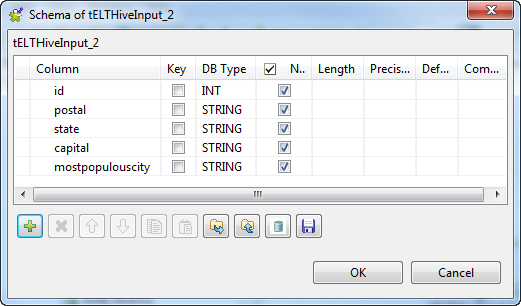 Schema of tELTHiveInput_2
tELTHiveInput_2
Column Key DB Type N.. Length Precis... Def... Com...
id INT
postal STRING
state STRING
capital STRING
mostpopulouscity STRING
OK Cancel